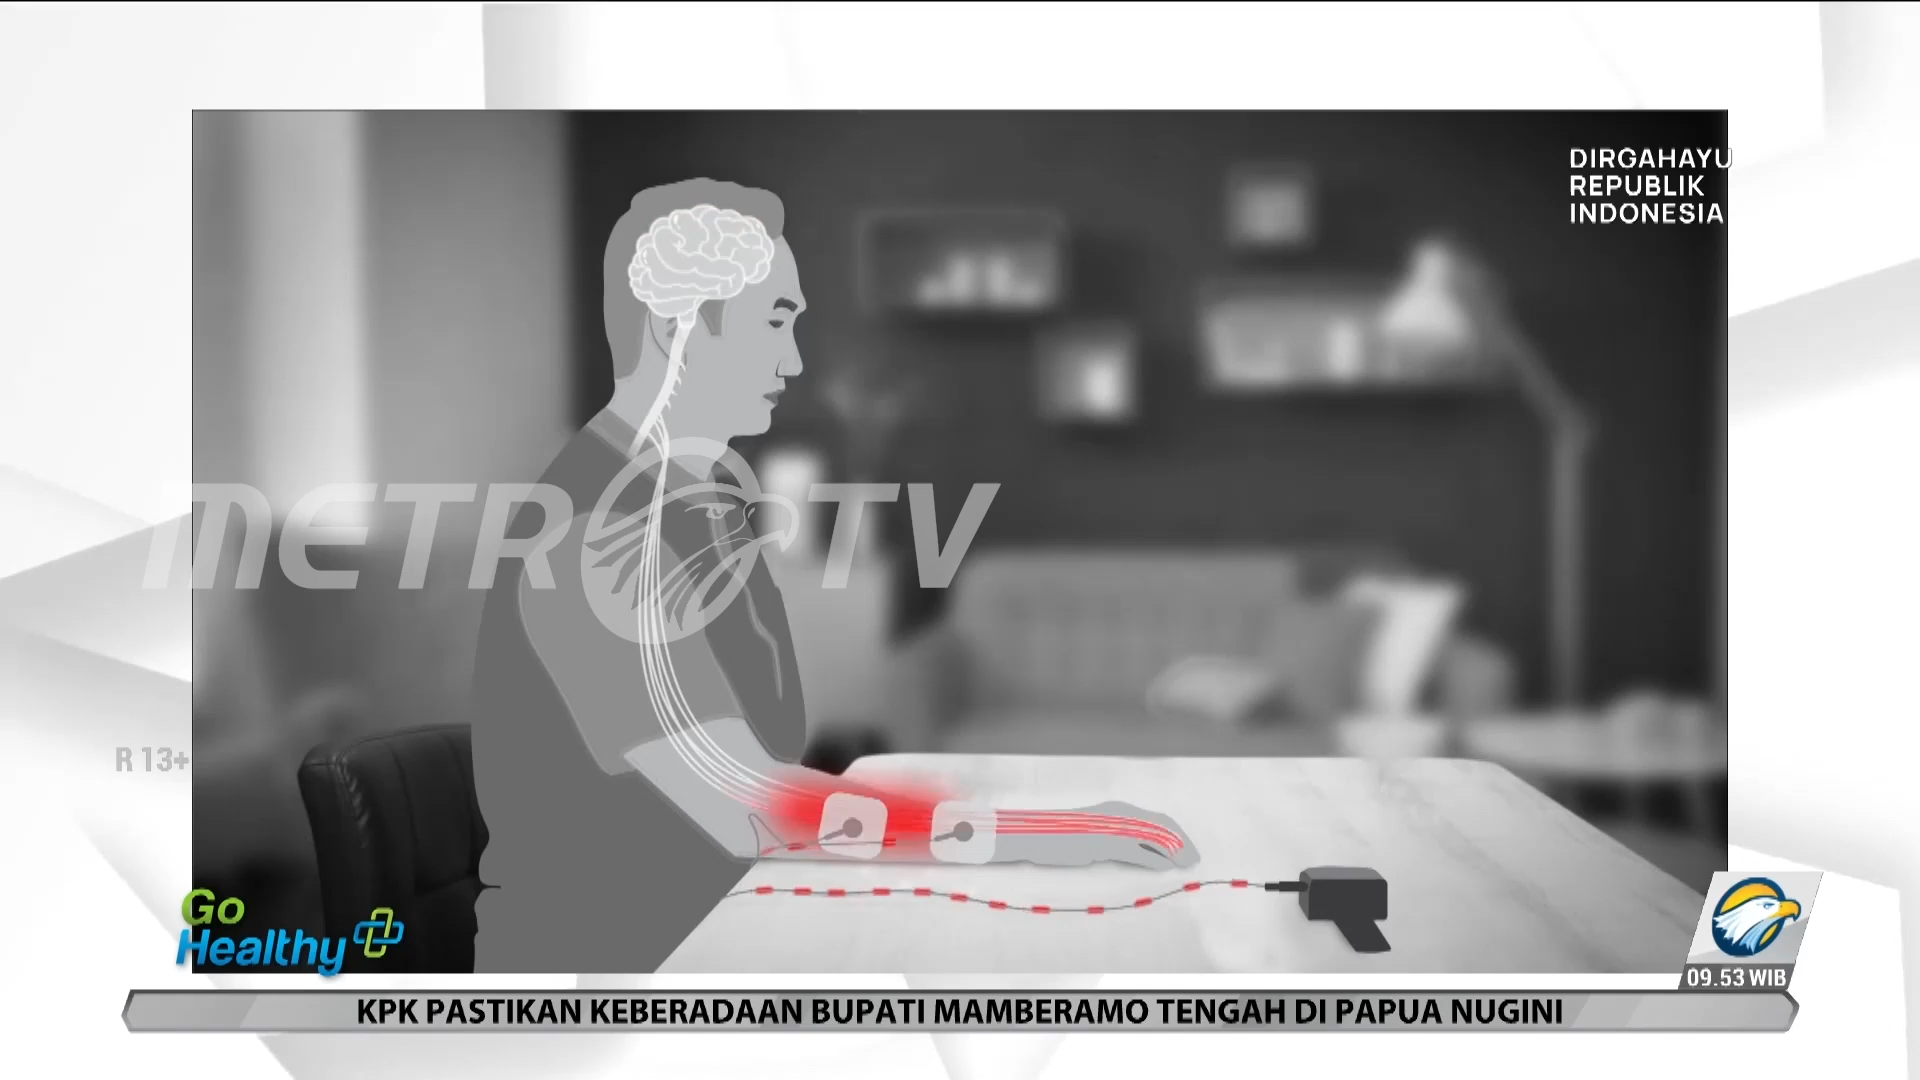 DIRGAHAYU
REPUBLIK
INDONESIA
METRO TV
R 13+
Go
Healthy
09.53 WIB
KPK PASTIKAN KEBERADAAN BUPATI MAMBERAMO TENGAH DI PAPUA NUGINI